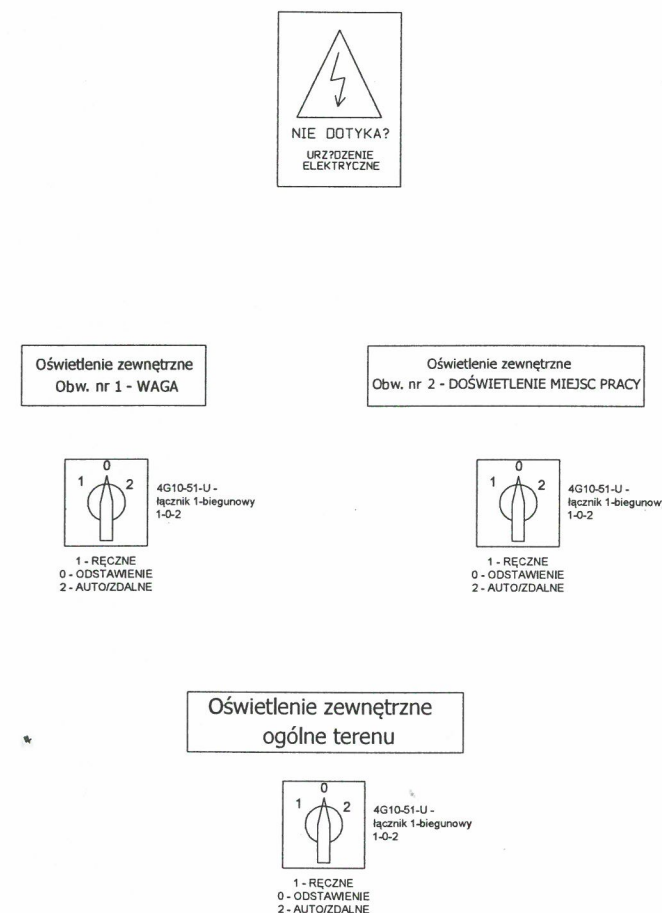 NIE DOTYKA?
URZ?DZENIE
ELEKTRYCZNE
Oświetlenie zewnętrzne
Obw. nr 1 - WAGA
Oświetlenie zewnętrzne
Obw. nr 2 - DOŚWIETLENIE MIEJSC PRACY
0
1 2
4G10-51-U -
łącznik 1-biegunowy
1-0-2
1 - RĘCZNE
0 - ODSTAWIENIE
2 - AUTO/ZDALNE
0
1 2
4G10-51-U -
łącznik 1-biegunow
1-0-2
1 - RĘCZNE
0 - ODSTAWIENIE
2 - AUTO/ZDALNE
Oświetlenie zewnętrzne
ogólne terenu
0
1 2
4G10-51-U -
łącznik 1-biegunowy
1-0-2
1 - RĘCZNE
0 - ODSTAWIENIE
2 - AUTO/ZDALNE